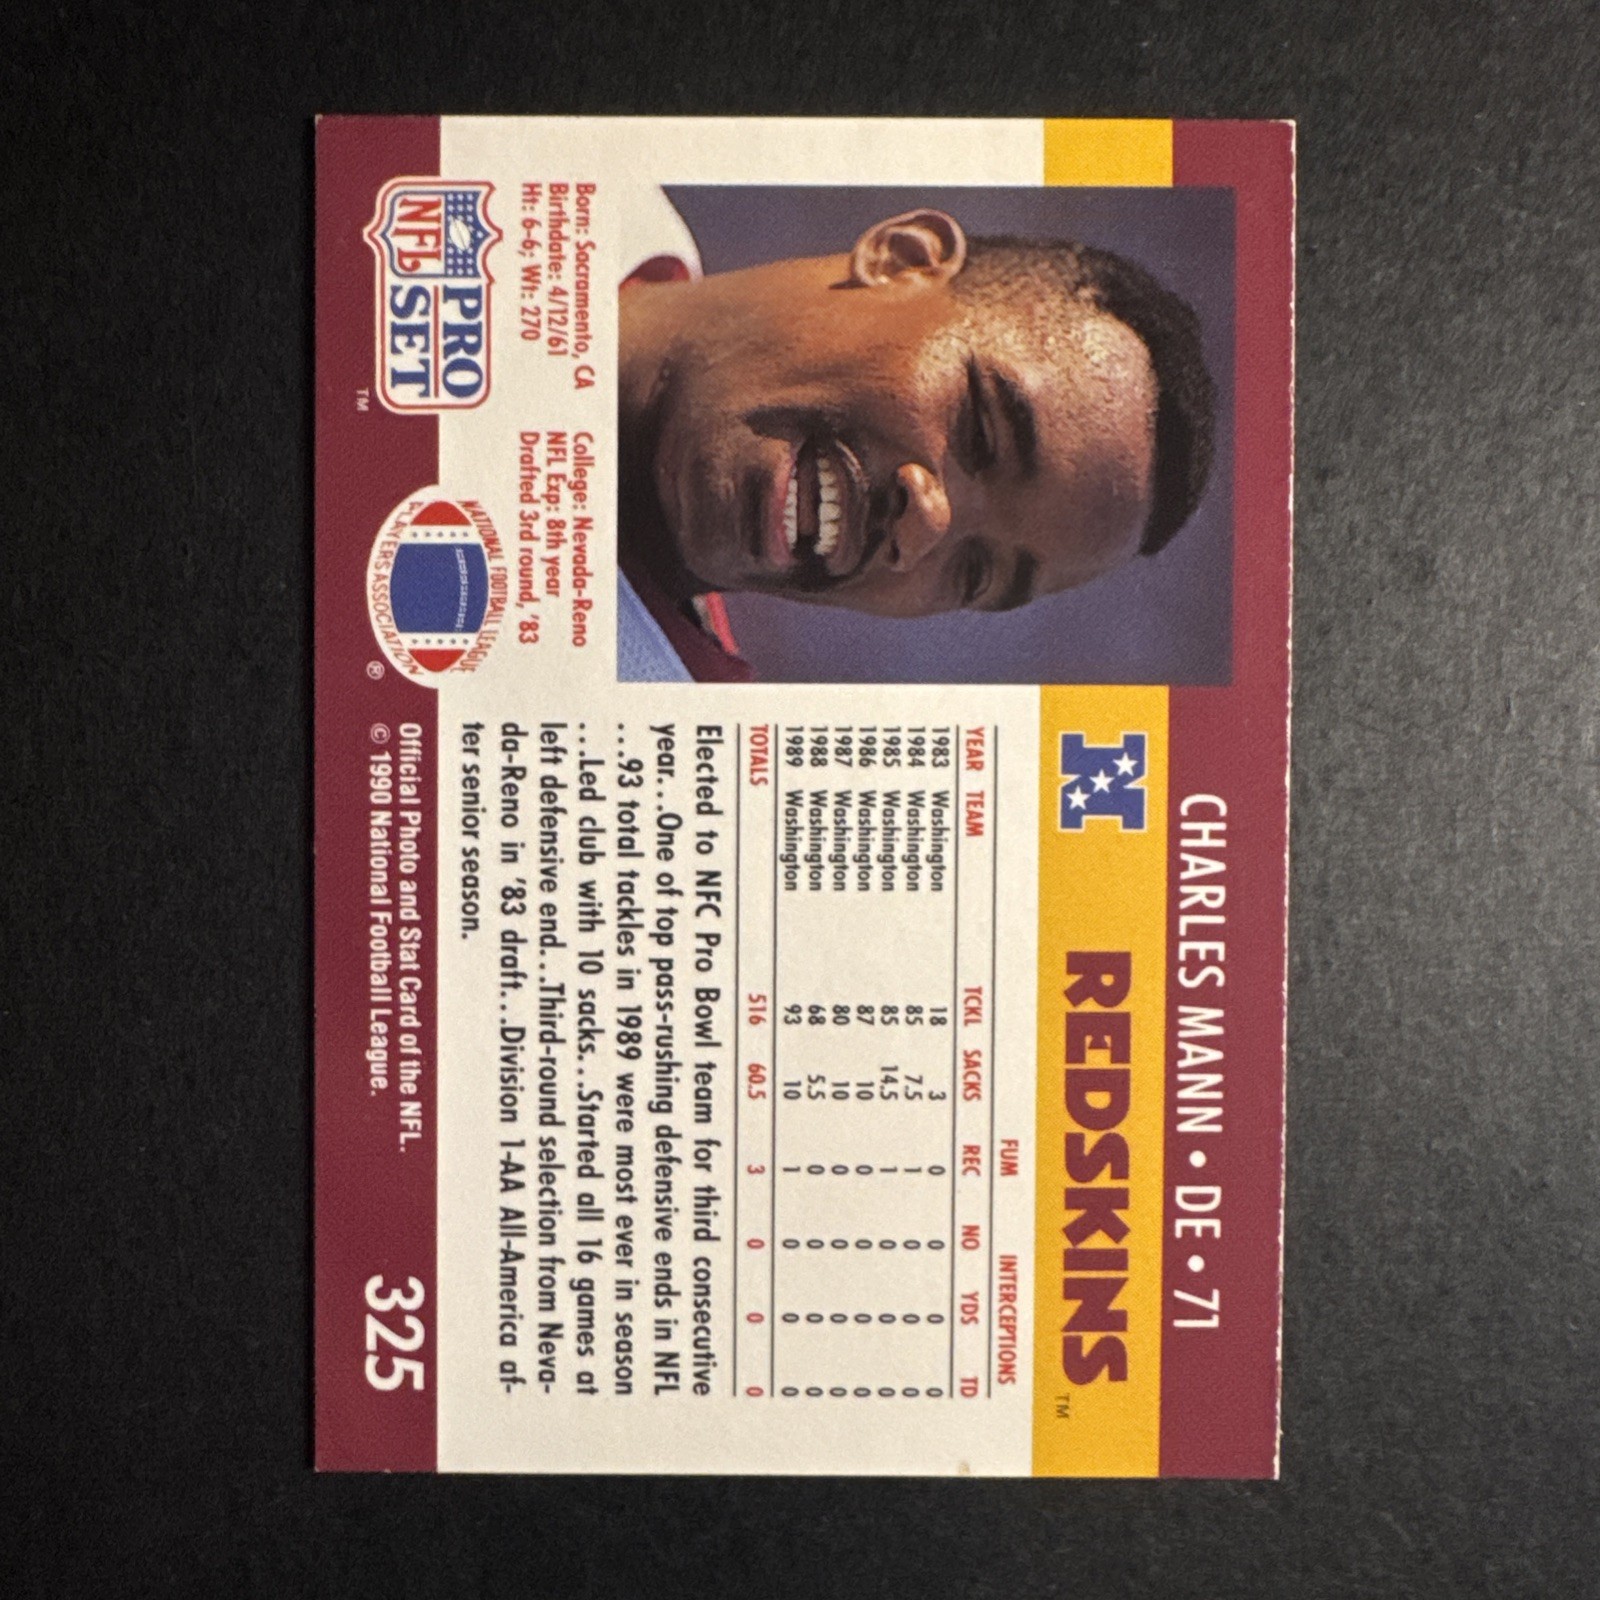 CHARLES MANN • DE • 71
REDSKINS™
FUM INTERCEPTIONS
YEAR TEAM TCKL SACKS REC NO YDS TD
1983 Washington 18 3 0 0 0 0
1984 Washington 85 7.5 1 0 0 0
1985 Washington 85 14.5 1 0 0 0
1986 Washington 87 10 0 0 0 0
1987 Washington 80 10 0 0 0 0
1988 Washington 68 5.5 0 0 0 0
1989 Washington 93 10 1 0 0 0
TOTALS 516 60.5 3 0 0 0
Elected to NFC Pro Bowl team for third consecutive
year...One of top pass-rushing defensive ends in NFL
...93 total tackles in 1989 were most ever in season
...Led club with 10 sacks...Started all 16 games at
left defensive end...Third-round selection from Neva-
da-Reno in '83 draft...Division 1-AA All-America af-
ter senior season.
Born: Sacramento, CA
Birthdate: 4/12/61
Ht: 6-6; Wt: 270
College: Nevada-Reno
NFL Exp: 8th year
Drafted 3rd round, '83
PRO
NFL SET
™
NATIONAL FOOTBALL LEAGUE
PLAYERS ASSOCIATION
®
Official Photo and Stat Card of the NFL.
© 1990 National Football League.
325